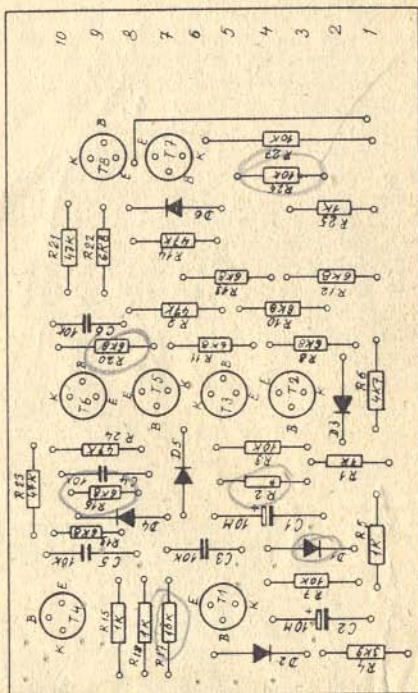 10 9 8 7 6 5 4 3 2 1
K B T8 E
E T7 K B
10K
R27
10K
R26
1K
R25
R21
47K
R22
6K8
D6
47K
R14
6K8
R13
6K8
R12
10k C6
47K
R9
6K8
R10
6K8
R20
6K8
R11
6K8
R8
K B T6 E
E T5 K B
E T3 K B
E T2 K B
D3
R6
4K7
R23
47K
47K
R24
D5
10K
R3
1K
R1
10k C4
6K8
R16
R2
D4
C1
10M +
6K8
10k C5
10k C3
D1
R5
1K
10K
R7
B E T4 K
R15
1K
R18
1K
R17
18K
B E T1 K
C2
10M +
D2
R4
3K9